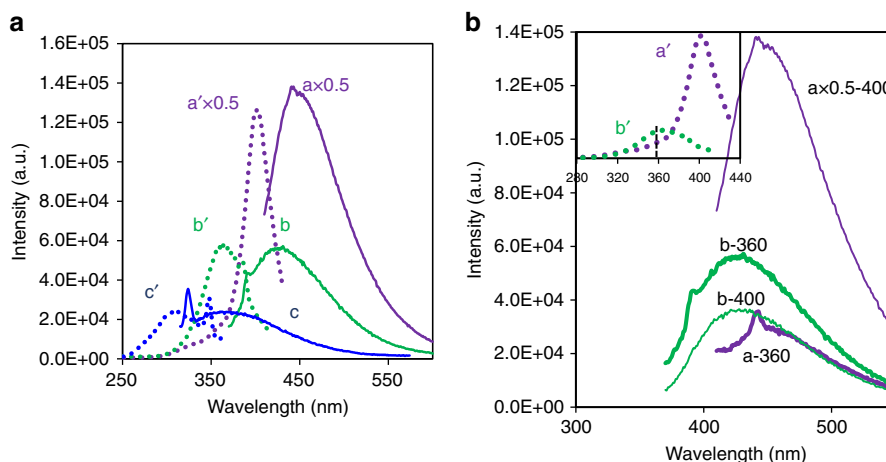 a
1.6E+05
1.4E+05
1.2E+05
1.0E+05
8.0E+04
6.0E+04
4.0E+04
2.0E+04
0.0E+00
250
350
450
550
Intensity (a.u.)
Wavelength (nm)
a′×0.5
a×0.5
b′
b
c′
c
b
1.4E+05
1.2E+05
1.0E+05
8.0E+04
6.0E+04
4.0E+04
2.0E+04
0.0E+00
300
400
500
Intensity (a.u.)
Wavelength (nm)
a′
b′
280
320
360
400
440
a×0.5-400
b-360
b-400
a-360